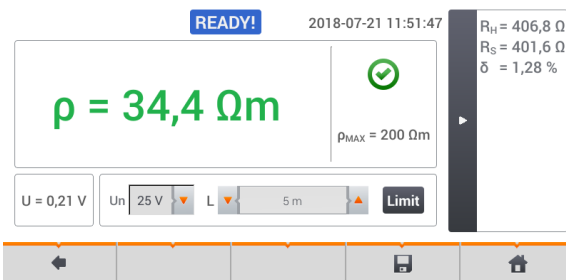 READY! 2018-07-21 11:51:47
ρ = 34,4 Ωm
ρMAX = 200 Ωm
RH = 406,8 Ω
RS = 401,6 Ω
δ = 1,28 %
U = 0,21 V
Un 25 V L 5 m Limit